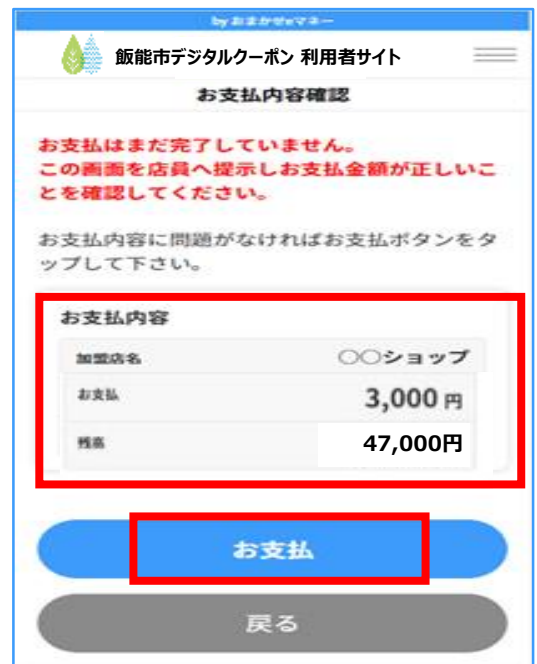 by おまかせeマネー
飯能市デジタルクーポン 利用者サイト
お支払内容確認
お支払はまだ完了していません。
この画面を店員へ提示しお支払金額が正しいこ
とを確認してください。
お支払内容に問題がなければお支払ボタンをタ
ップして下さい。
お支払内容
加盟店名 〇〇ショップ
お支払 3,000 円
残高 47,000円
お支払
戻る